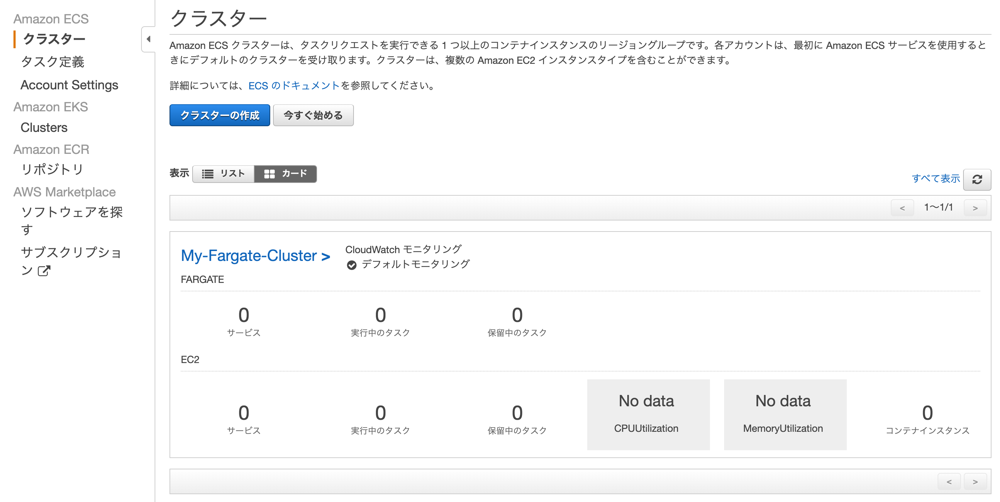 Amazon ECS
クラスター
タスク定義
Account Settings
Amazon EKS
Clusters
Amazon ECR
リポジトリ
AWS Marketplace
ソフトウェアを探
す
サブスクリプショ
ン
クラスター
Amazon ECS クラスターは、タスクリクエストを実行できる 1 つ以上のコンテナインスタンスのリージョングループです。各アカウントは、最初に Amazon ECS サービスを使用すると
きにデフォルトのクラスターを受け取ります。クラスターは、複数の Amazon EC2 インスタンスタイプを含むことができます。
詳細については、ECS のドキュメントを参照してください。
クラスターの作成 今すぐ始める
表示 リスト カード
すべて表示
< 1〜1/1 >
My-Fargate-Cluster >
CloudWatch モニタリング
デフォルトモニタリング
FARGATE
0 0 0
サービス 実行中のタスク 保留中のタスク
EC2
0 0 0 No data No data 0
サービス 実行中のタスク 保留中のタスク CPUUtilization MemoryUtilization コンテナインスタンス
< >